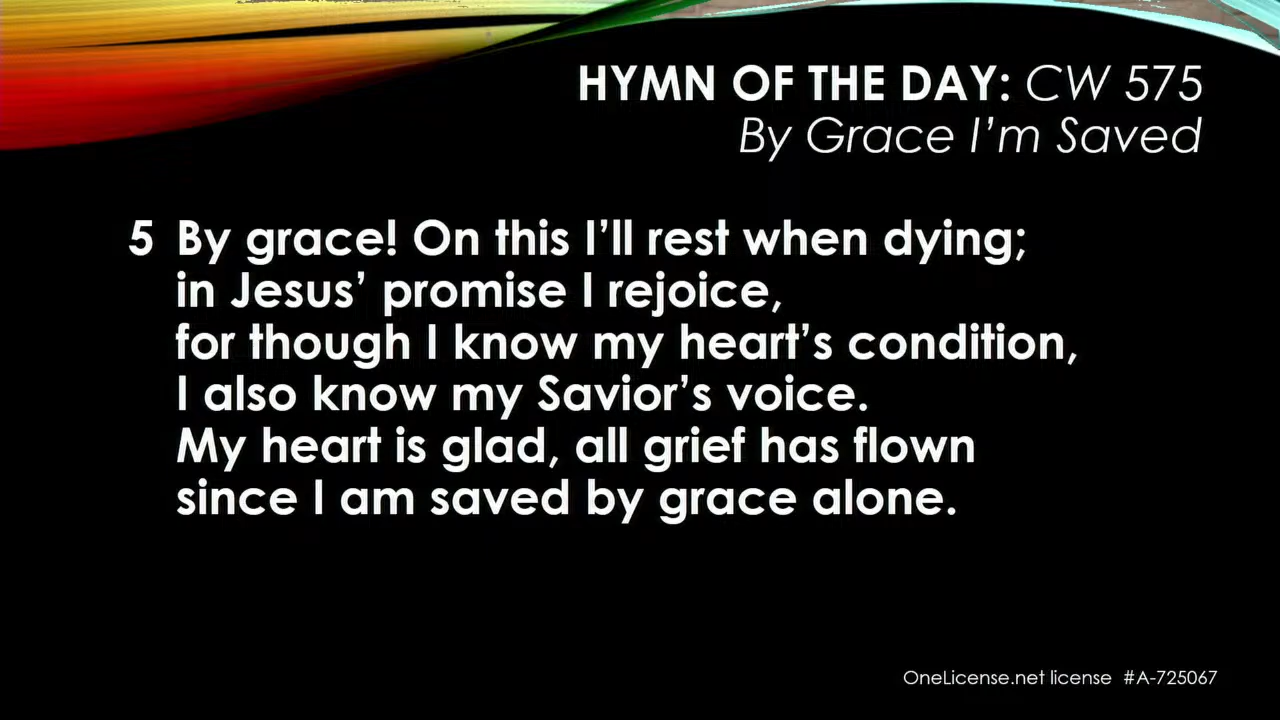 HYMN OF THE DAY: CW 575
By Grace I'm Saved
5 By grace! On this I'll rest when dying;
in Jesus' promise I rejoice,
for though I know my heart's condition,
I also know my Savior's voice.
My heart is glad, all grief has flown
since I am saved by grace alone.
OneLicense.net license #A-725067